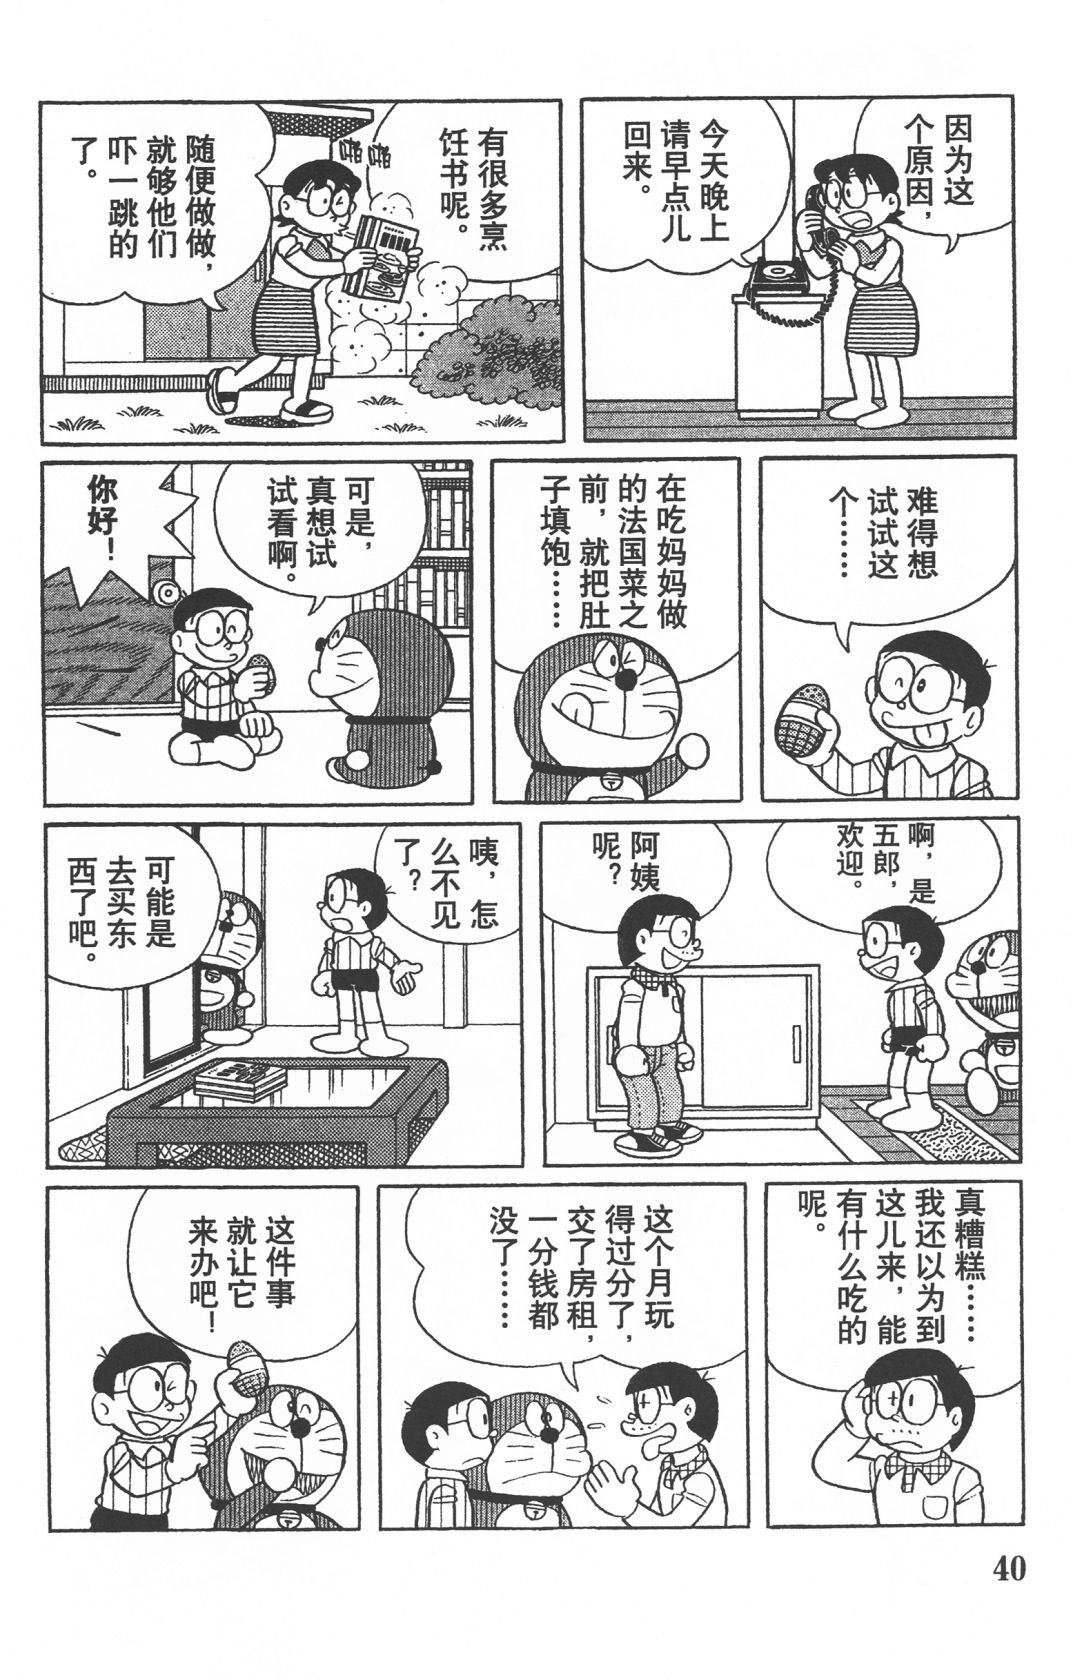 因为这
个原因，
今天晚上
请早点儿
回来。
有很多烹
饪书呢。
随便做做，
就够他们
吓一跳的
了。
难得想
试试这
个……
在吃妈妈做
的法国菜之
前，就把肚
子填饱……
可是，
真想试
试看啊。
你
好！
啊，是
五郎，
欢迎。
阿姨
呢？
咦，怎
么不见
了？
可能是
去买东
西了吧。
真糟糕……
我还以为到
这儿来，能
有什么吃的
呢。
这个月玩
得过分了，
交了房租，
一分钱都
没了……
这件事
就让它
来办吧！
40